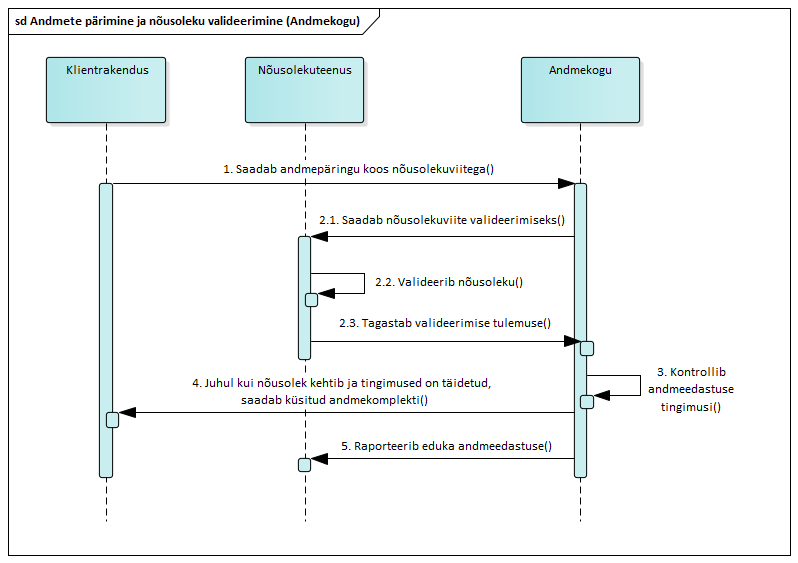 sd Andmete pärimine ja nõusoleku valideerimine (Andmekogu)
Klientrakendus
Nõusolekuteenus
Andmekogu
1. Saadab andmepäringu koos nõusolekuviitega()
2.1. Saadab nõusolekuviite valideerimiseks()
2.2. Valideerib nõusoleku()
2.3. Tagastab valideerimise tulemuse()
3. Kontrollib
andmeedastuse
tingimusi()
4. Juhul kui nõusolek kehtib ja tingimused on täidetud,
saadab küsitud andmekomplekti()
5. Raporteerib eduka andmeedastuse()